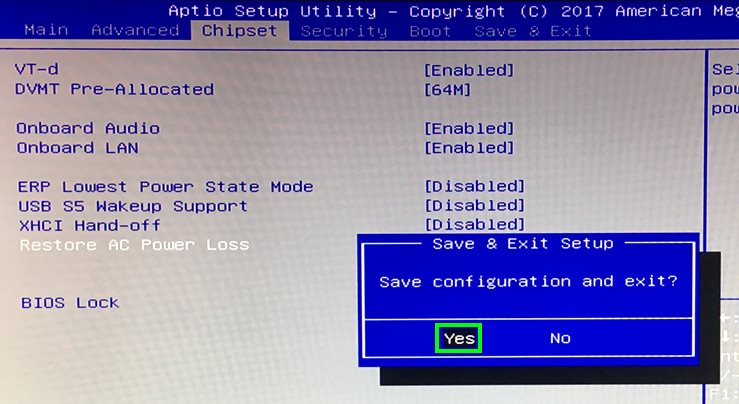 Aptio Setup Utility – Copyright (C) 2017 American Meg
Main Advanced Chipset Security Boot Save & Exit
VT-d [Enabled] Sel
DVMT Pre-Allocated [64M] pow
pow
Onboard Audio [Enabled]
Onboard LAN [Enabled]
ERP Lowest Power State Mode [Disabled]
USB S5 Wakeup Support [Disabled]
XHCI Hand-off [Disabled]
Restore AC Power Loss
Save & Exit Setup
Save configuration and exit?
BIOS Lock
Yes No
F1: